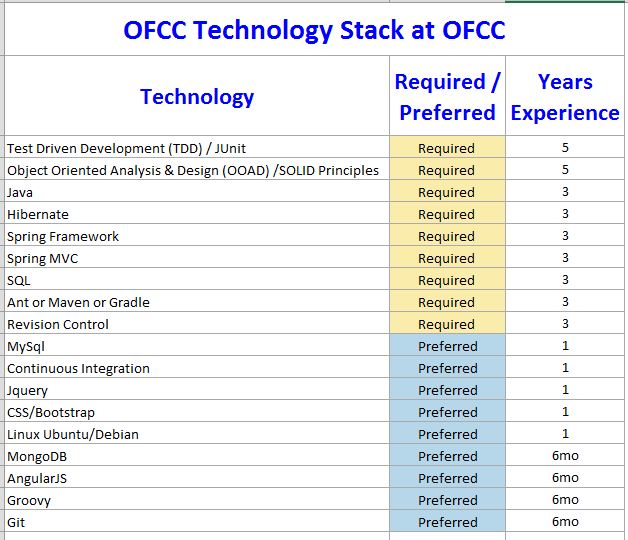 OFCC Technology Stack at OFCC
Technology Required / Preferred Years Experience
Test Driven Development (TDD) / JUnit Required 5
Object Oriented Analysis & Design (OOAD) /SOLID Principles Required 5
Java Required 3
Hibernate Required 3
Spring Framework Required 3
Spring MVC Required 3
SQL Required 3
Ant or Maven or Gradle Required 3
Revision Control Required 3
MySql Preferred 1
Continuous Integration Preferred 1
Jquery Preferred 1
CSS/Bootstrap Preferred 1
Linux Ubuntu/Debian Preferred 1
MongoDB Preferred 6mo
AngularJS Preferred 6mo
Groovy Preferred 6mo
Git Preferred 6mo